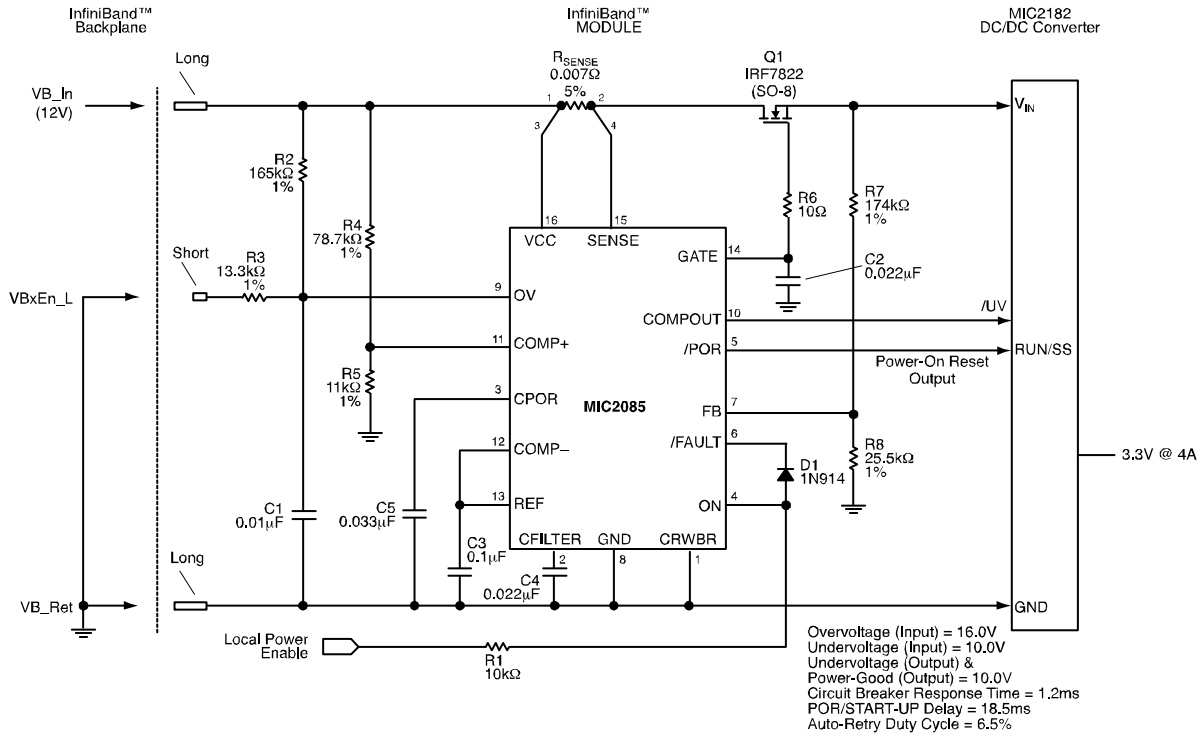 InfiniBand™
Backplane
InfiniBand™
MODULE
MIC2182
DC/DC Converter
Long
RSENSE
0.007Ω
5%
Q1
IRF7822
(SO-8)
VB_In
(12V)
1
2
3
4
VIN
R2
165kΩ
1%
R4
78.7kΩ
1%
R6
10Ω
R7
174kΩ
1%
16
15
VCC
SENSE
GATE
14
C2
0.022µF
Short
R3
13.3kΩ
1%
VBxEn_L
9
OV
COMPOUT
10
/UV
11
COMP+
/POR
5
RUN/SS
Power-On Reset
Output
R5
11kΩ
1%
3
CPOR
MIC2085
FB
7
12
COMP–
/FAULT
6
R8
25.5kΩ
1%
D1
1N914
3.3V @ 4A
13
REF
ON
4
C1
0.01µF
C5
0.033µF
C3
0.1µF
CFILTER
GND
CRWBR
2
8
1
C4
0.022µF
Long
VB_Ret
GND
Local Power
Enable
R1
10kΩ
Overvoltage (Input) = 16.0V
Undervoltage (Input) = 10.0V
Undervoltage (Output) &
Power-Good (Output) = 10.0V
Circuit Breaker Response Time = 1.2ms
POR/START-UP Delay = 18.5ms
Auto-Retry Duty Cycle = 6.5%